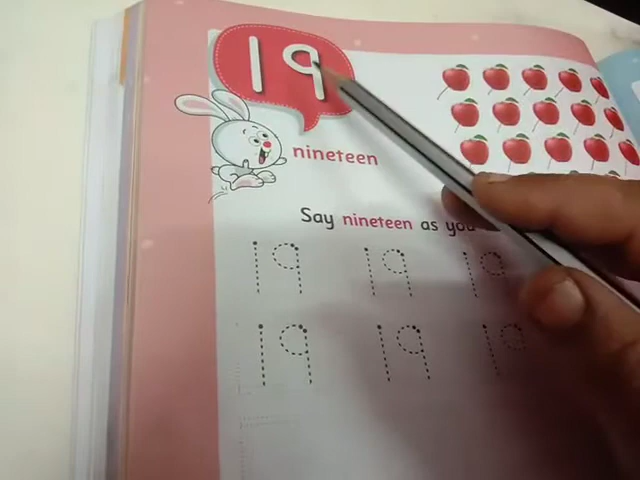 19
nineteen
Say nineteen as you
19 19 19
19 19 19